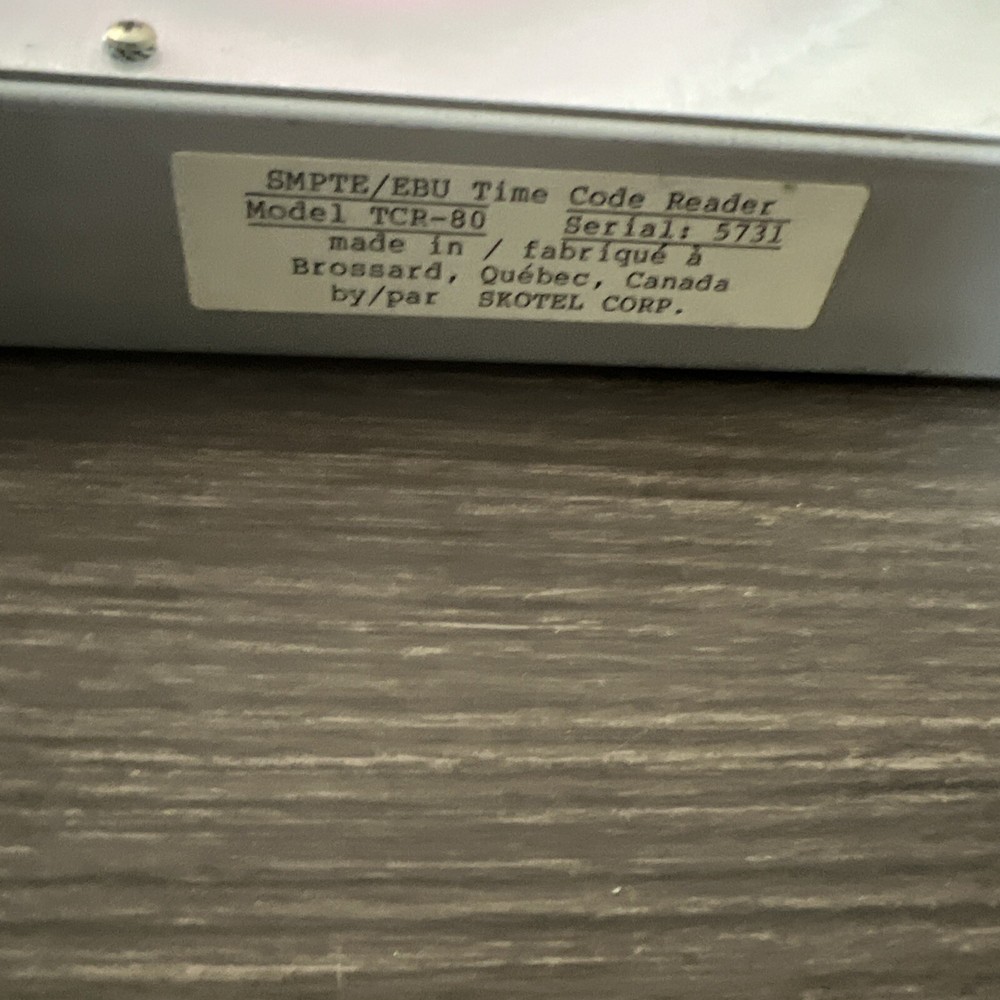 SMPTE/EBU Time Code Reader
Model TCR-80 Serial: 5731
made in / fabriqué à
Brossard, Québec, Canada
by/par SKOTEL CORP.